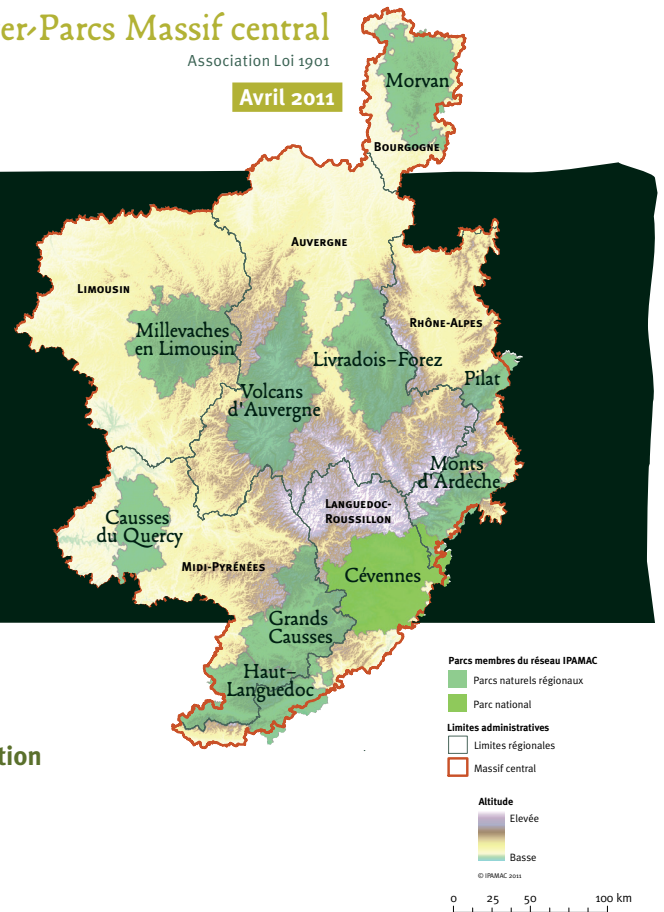 er-Parcs Massif central
Association Loi 1901
Avril 2011
Morvan
BOURGOGNE
AUVERGNE
LIMOUSIN
RHÔNE-ALPES
Millevaches
en Limousin
Livradois-Forez
Pilat
Volcans
d'Auvergne
Monts
d'Ardèche
LANGUEDOC-
ROUSSILLON
Causses
du Quercy
MIDI-PYRÉNÉES
Cévennes
Grands
Causses
Haut-
Languedoc
tion
Parcs membres du réseau IPAMAC
Parcs naturels régionaux
Parc national
Limites administratives
Limites régionales
Massif central
Altitude
Elevée
Basse
© IPAMAC 2011
0 25 50 100 km